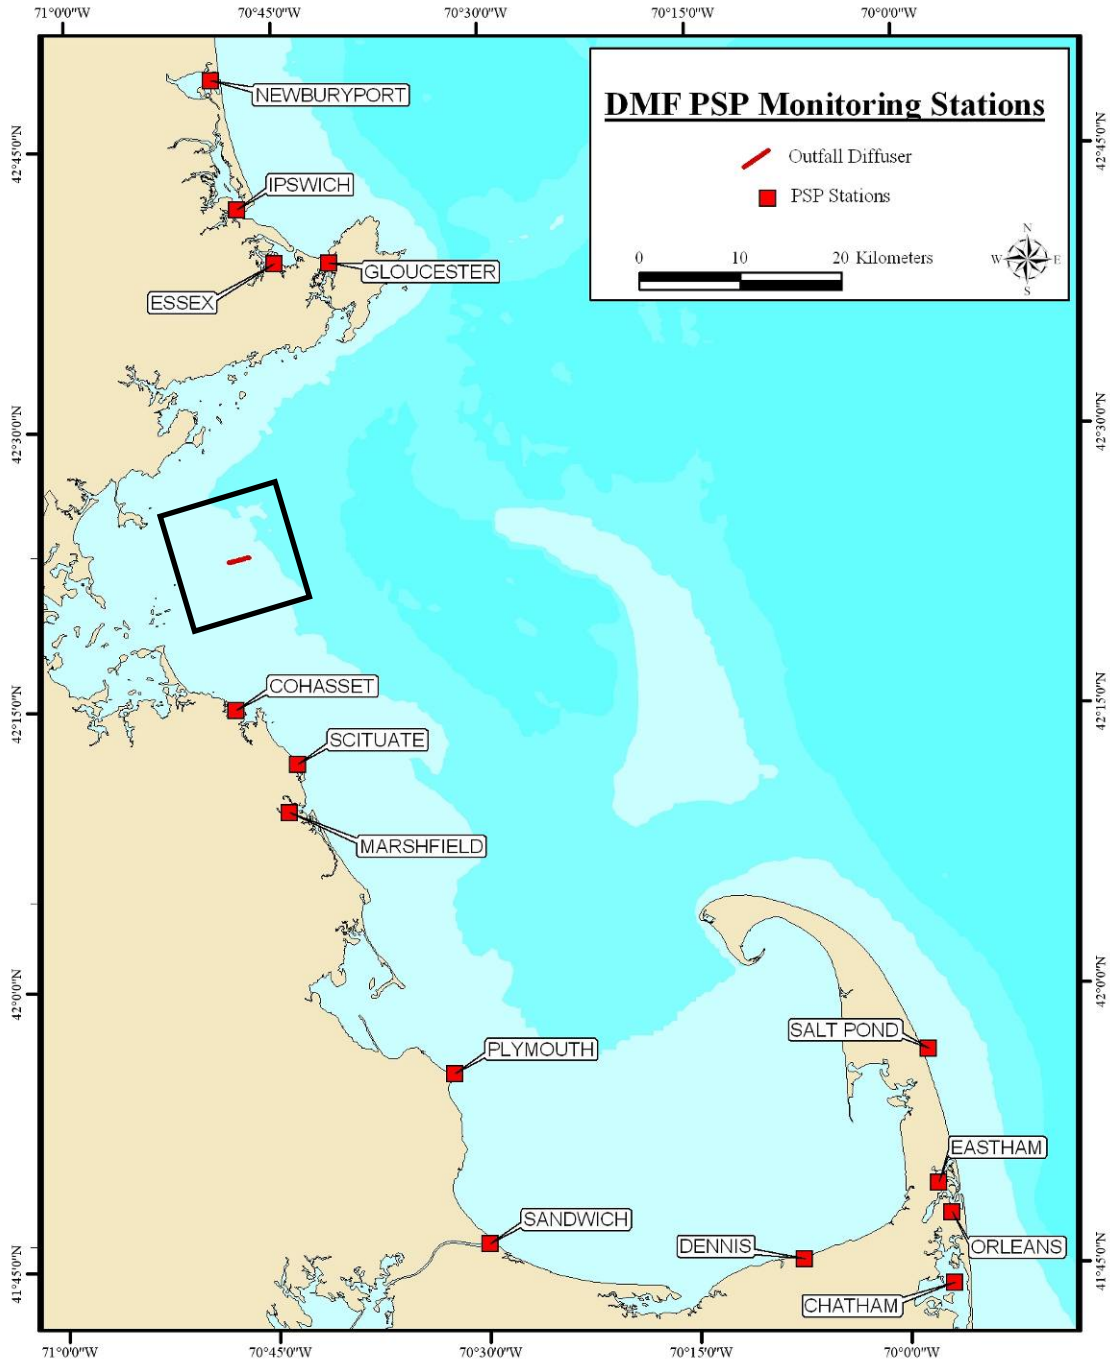 71°0'0"W
70°45'0"W
70°30'0"W
70°15'0"W
70°0'0"W
DMF PSP Monitoring Stations
Outfall Diffuser
PSP Stations
0
10
20 Kilometers
N
W
E
S
NEWBURYPORT
42°45'0"N
42°45'0"N
IPSWICH
GLOUCESTER
ESSEX
42°30'0"N
42°30'0"N
COHASSET
42°15'0"N
42°15'0"N
SCITUATE
MARSHFIELD
42°0'0"N
42°0'0"N
SALT POND
PLYMOUTH
EASTHAM
SANDWICH
DENNIS
ORLEANS
41°45'0"N
41°45'0"N
CHATHAM
71°0'0"W
70°45'0"W
70°30'0"W
70°15'0"W
70°0'0"W